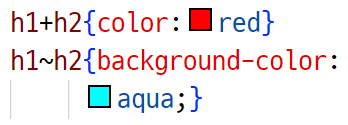 h1+h2{color: red}
h1~h2{background-color:
aqua;}